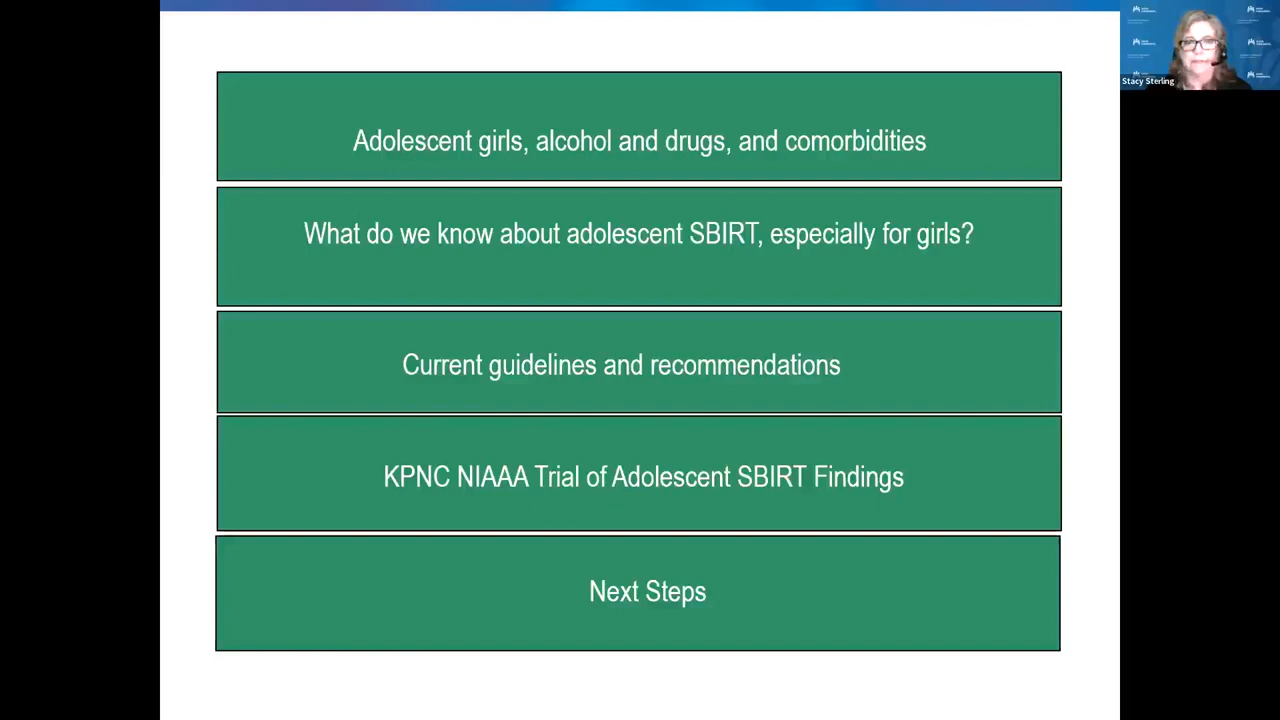 Adolescent girls, alcohol and drugs, and comorbidities
What do we know about adolescent SBIRT, especially for girls?
Current guidelines and recommendations
KPNC NIAAA Trial of Adolescent SBIRT Findings
Next Steps
Stacy Sterling